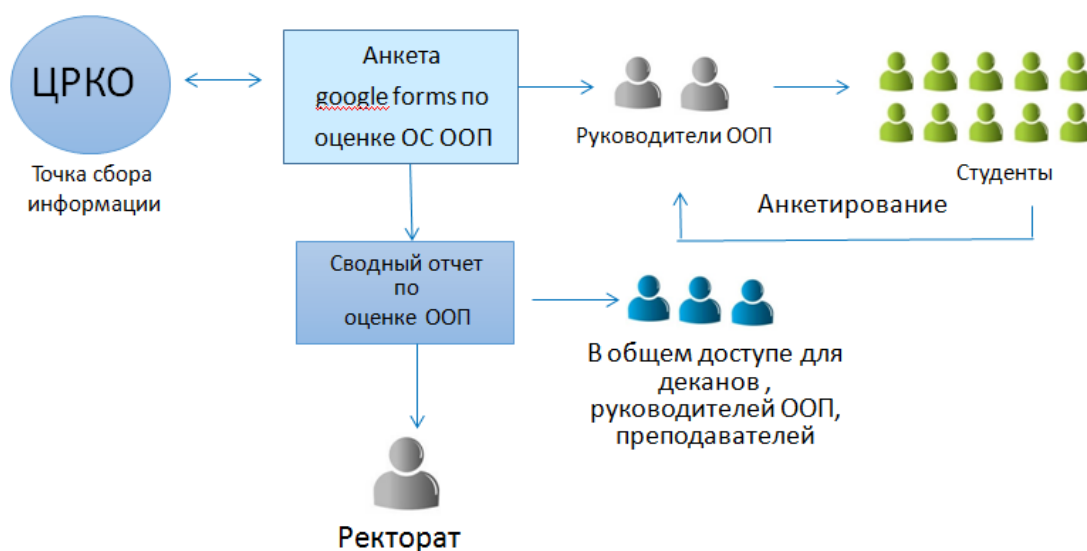 ЦРКО
Точка сбора
информации
Анкета
google forms по
оценке ОС ООП
Руководители ООП
Студенты
Анкетирование
Сводный отчет
по
оценке ООП
В общем доступе для
деканов ,
руководителей ООП,
преподавателей
Ректорат